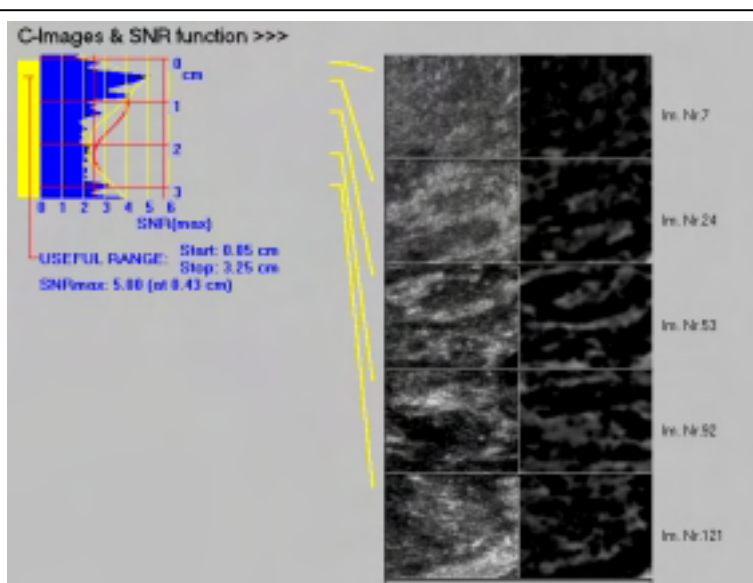 C-Images & SNR function >>>
0
cm
1
2
3
0 1 2 3 4 5 6
SNR(max)
USEFUL RANGE: Start: 0.05 cm
Stop: 3.25 cm
SNRmax: 5.00 (at 0.43 cm)
Im. Nr.7
Im. Nr.24
Im. Nr.53
Im. Nr.92
Im. Nr.121